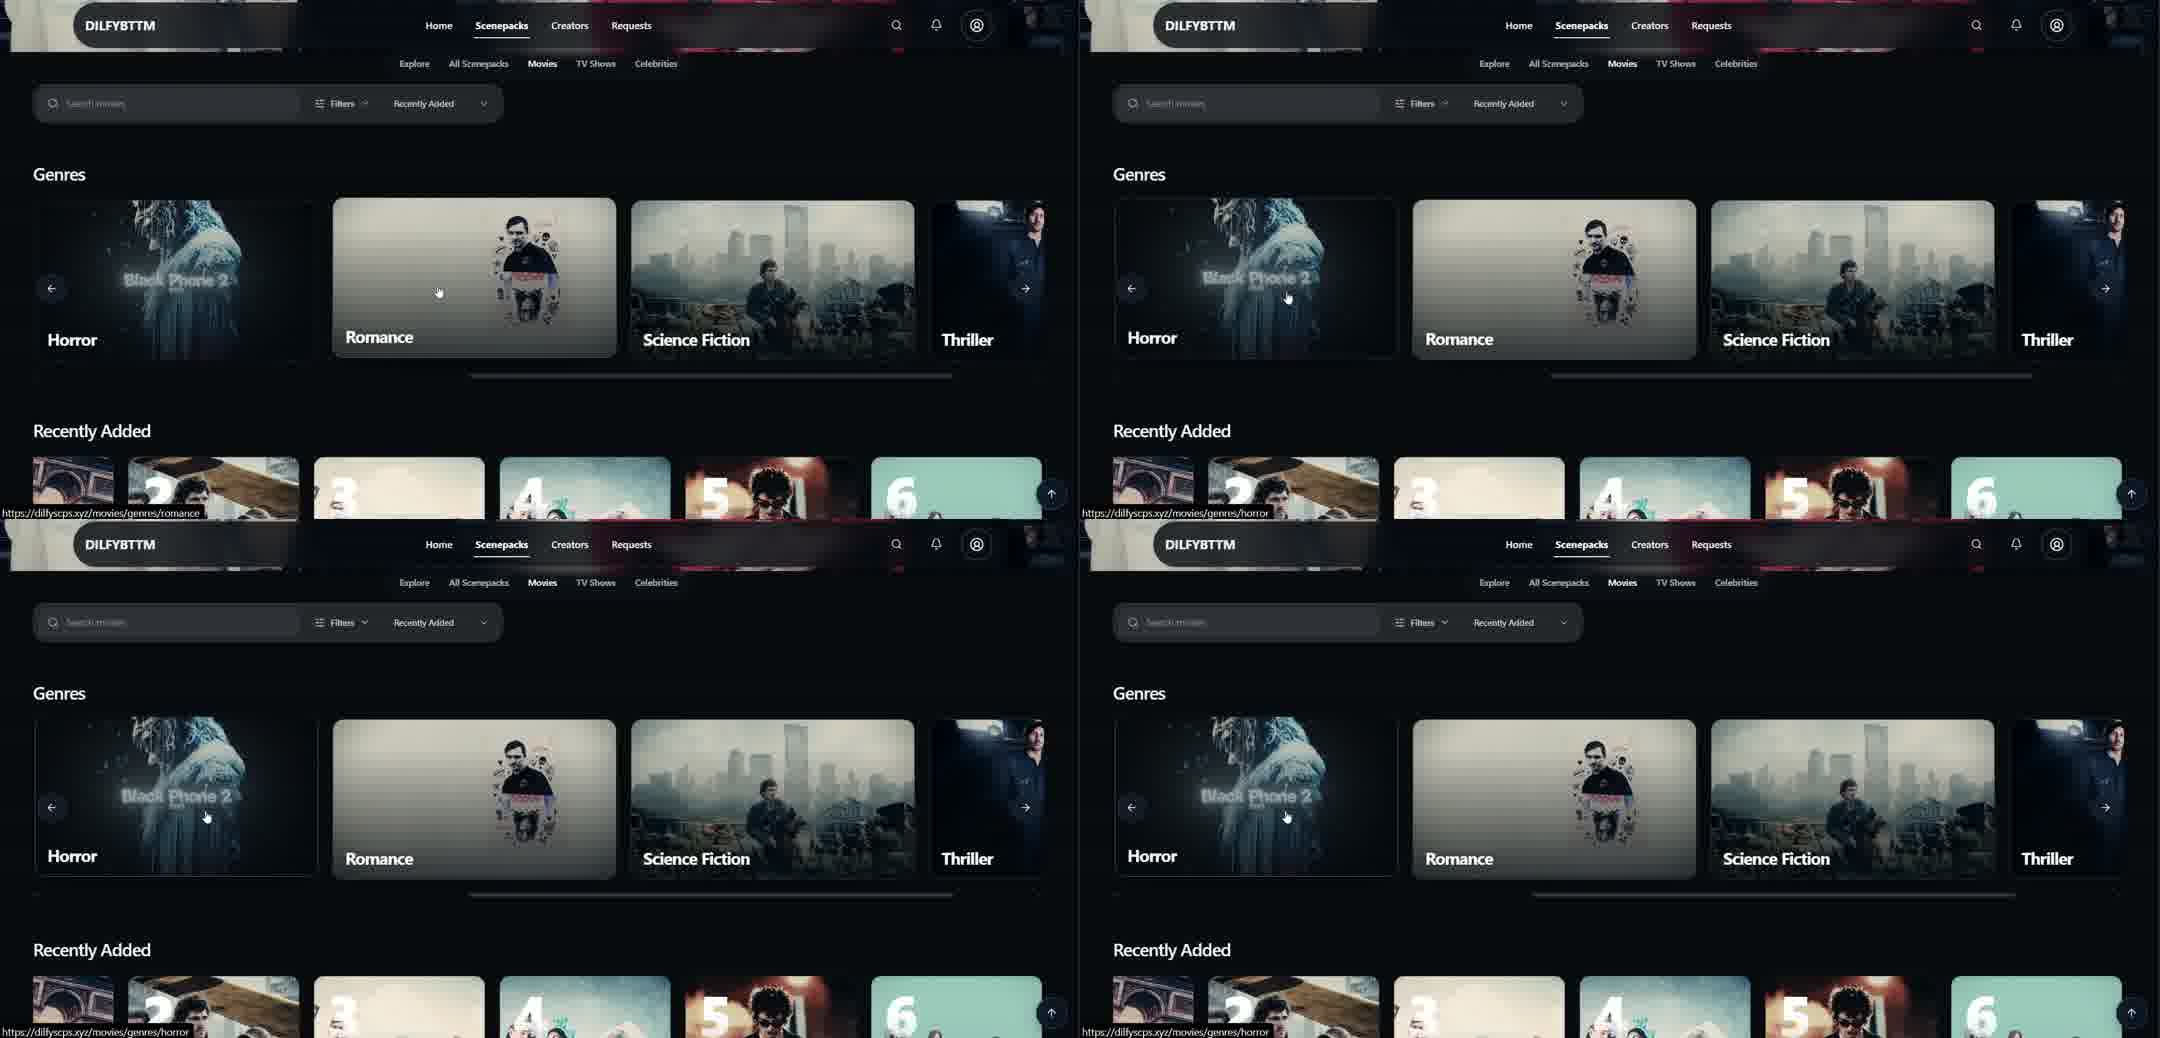 DILFYBTTM Home Scenepacks Creators Requests
Explore All Scenepacks Movies TV Shows Celebrities
Search movies Filters Recently Added
Genres
Black Phone 2
Horror Romance Science Fiction Thriller
Recently Added
2 3 4 5 6
https://dilfyscps.xyz/movies/genres/romance
DILFYBTTM Home Scenepacks Creators Requests
Explore All Scenepacks Movies TV Shows Celebrities
Search movies Filters Recently Added
Genres
Black Phone 2
Horror Romance Science Fiction Thriller
Recently Added
2 3 4 5 6
https://dilfyscps.xyz/movies/genres/horror
DILFYBTTM Home Scenepacks Creators Requests
Explore All Scenepacks Movies TV Shows Celebrities
Search movies Filters Recently Added
Genres
Black Phone 2
Horror Romance Science Fiction Thriller
Recently Added
2 3 4 5 6
https://dilfyscps.xyz/movies/genres/horror
DILFYBTTM Home Scenepacks Creators Requests
Explore All Scenepacks Movies TV Shows Celebrities
Search movies Filters Recently Added
Genres
Black Phone 2
Horror Romance Science Fiction Thriller
Recently Added
2 3 4 5 6
https://dilfyscps.xyz/movies/genres/horror